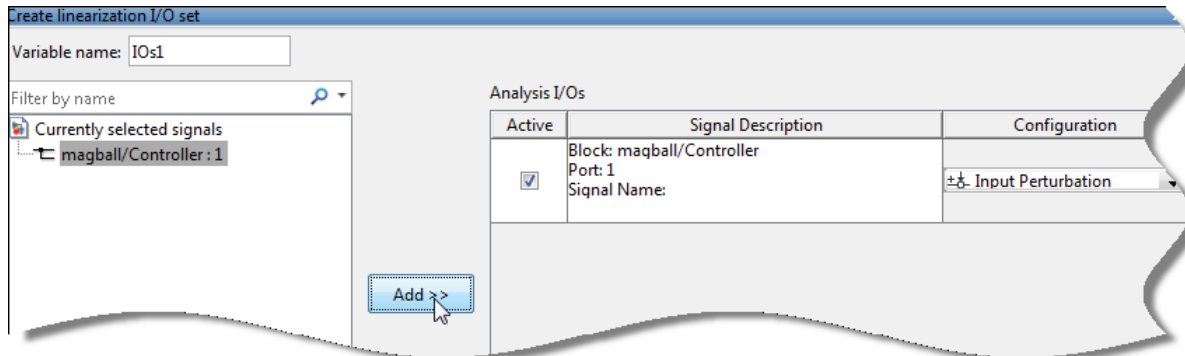 Create linearization I/O set
Variable name: IOs1
Filter by name
Analysis I/Os
Currently selected signals
magball/Controller : 1
Active Signal Description Configuration
Block: magball/Controller
Port: 1
Signal Name:
Input Perturbation
Add >>